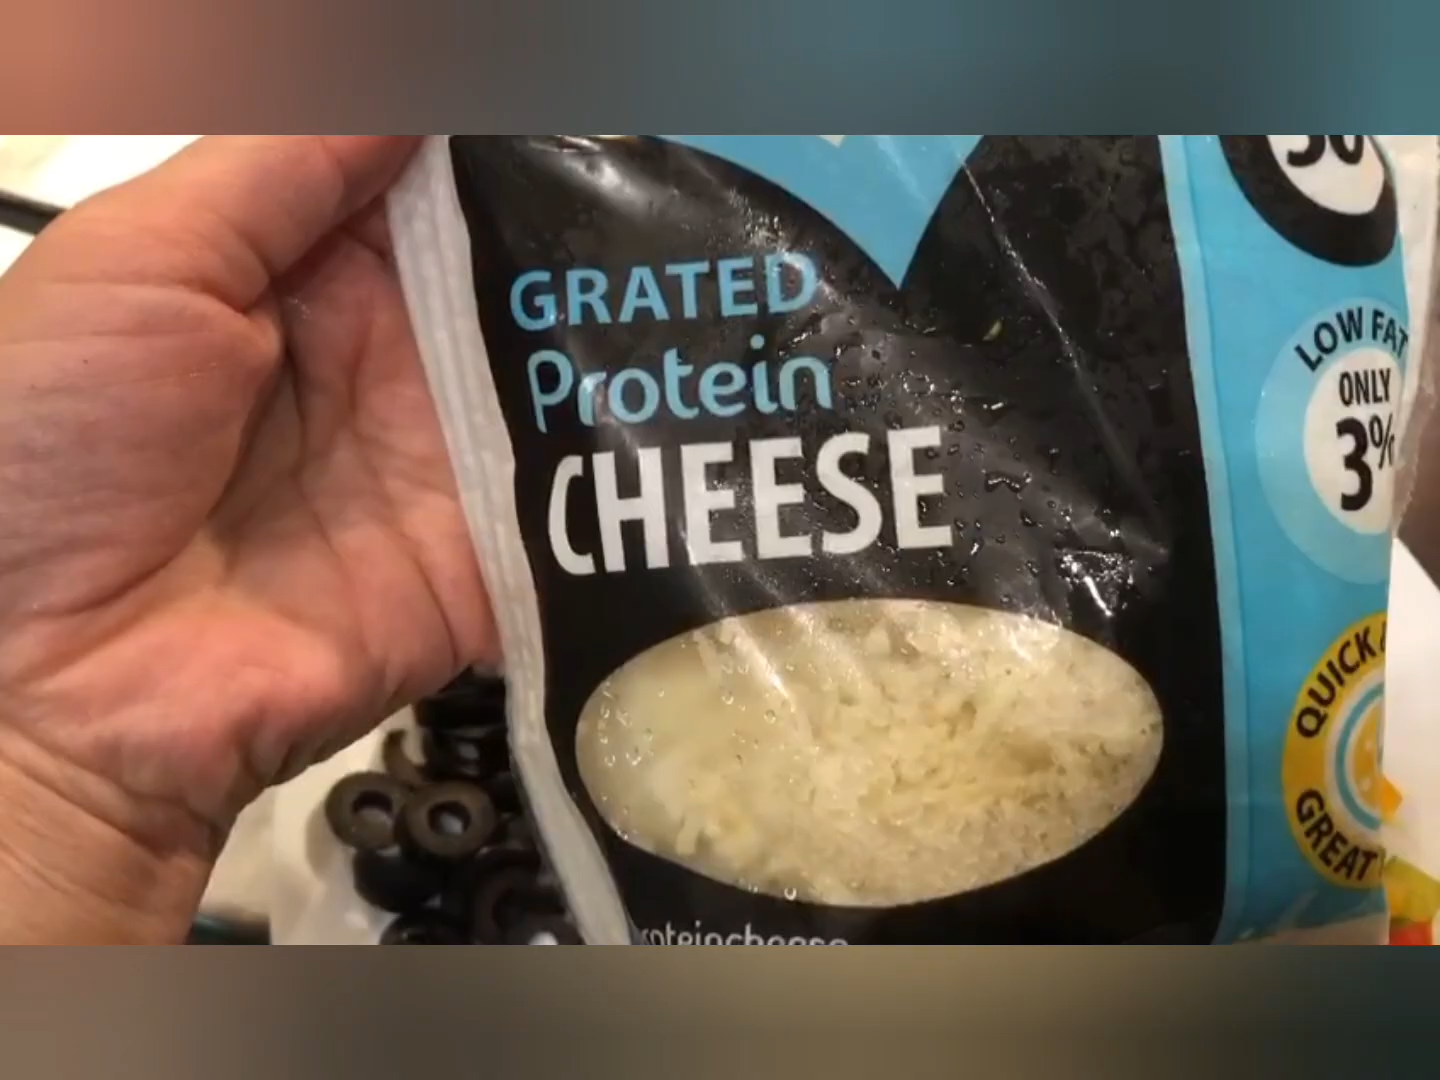 GRATED
Protein
CHEESE
LOW FAT
ONLY
3%
QUICK
GREAT